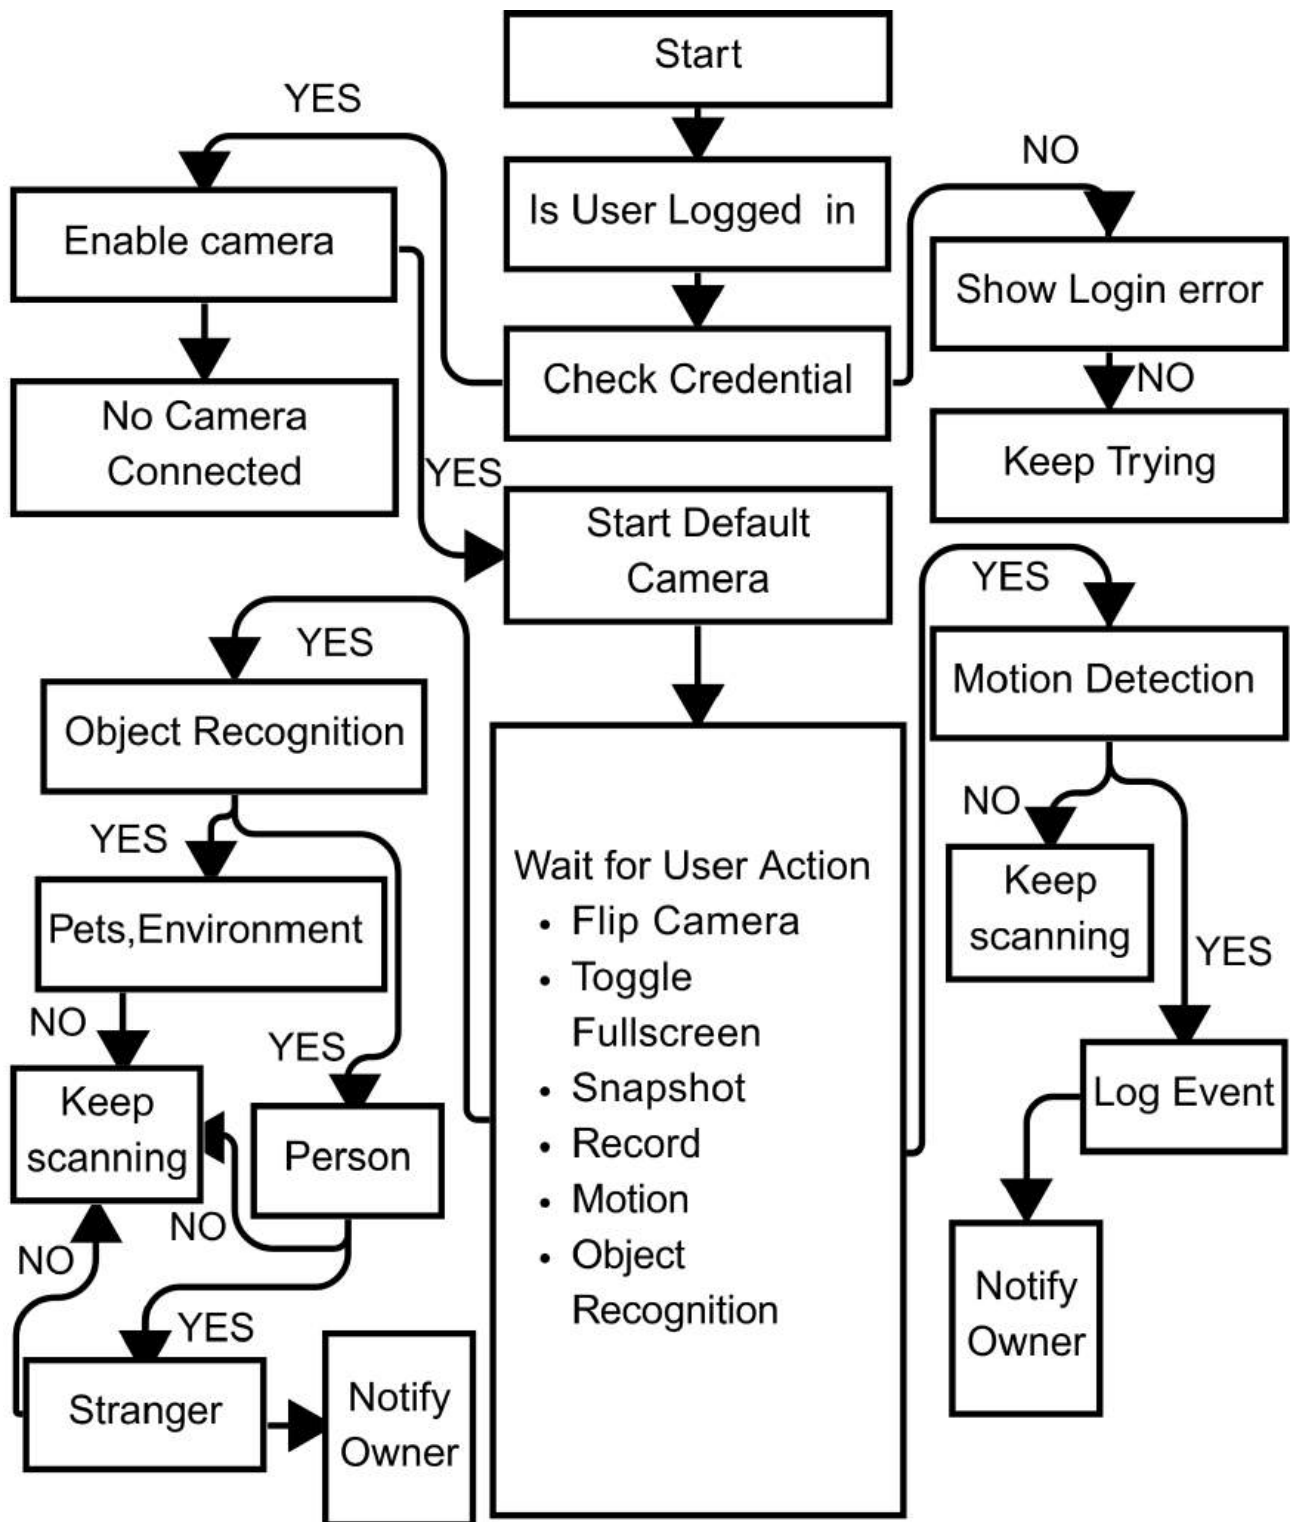 Start
YES
NO
Is User Logged in
Enable camera
Show Login error
Check Credential
NO
No Camera
Connected
Keep Trying
YES
Start Default
Camera
YES
YES
Motion Detection
Object Recognition
NO
YES
Keep
scanning
Wait for User Action
• Flip Camera
• Toggle
Fullscreen
• Snapshot
• Record
• Motion
• Object
Recognition
Pets,Environment
YES
NO
YES
Log Event
Keep
scanning
Person
NO
NO
YES
Notify
Owner
Stranger
Notify
Owner